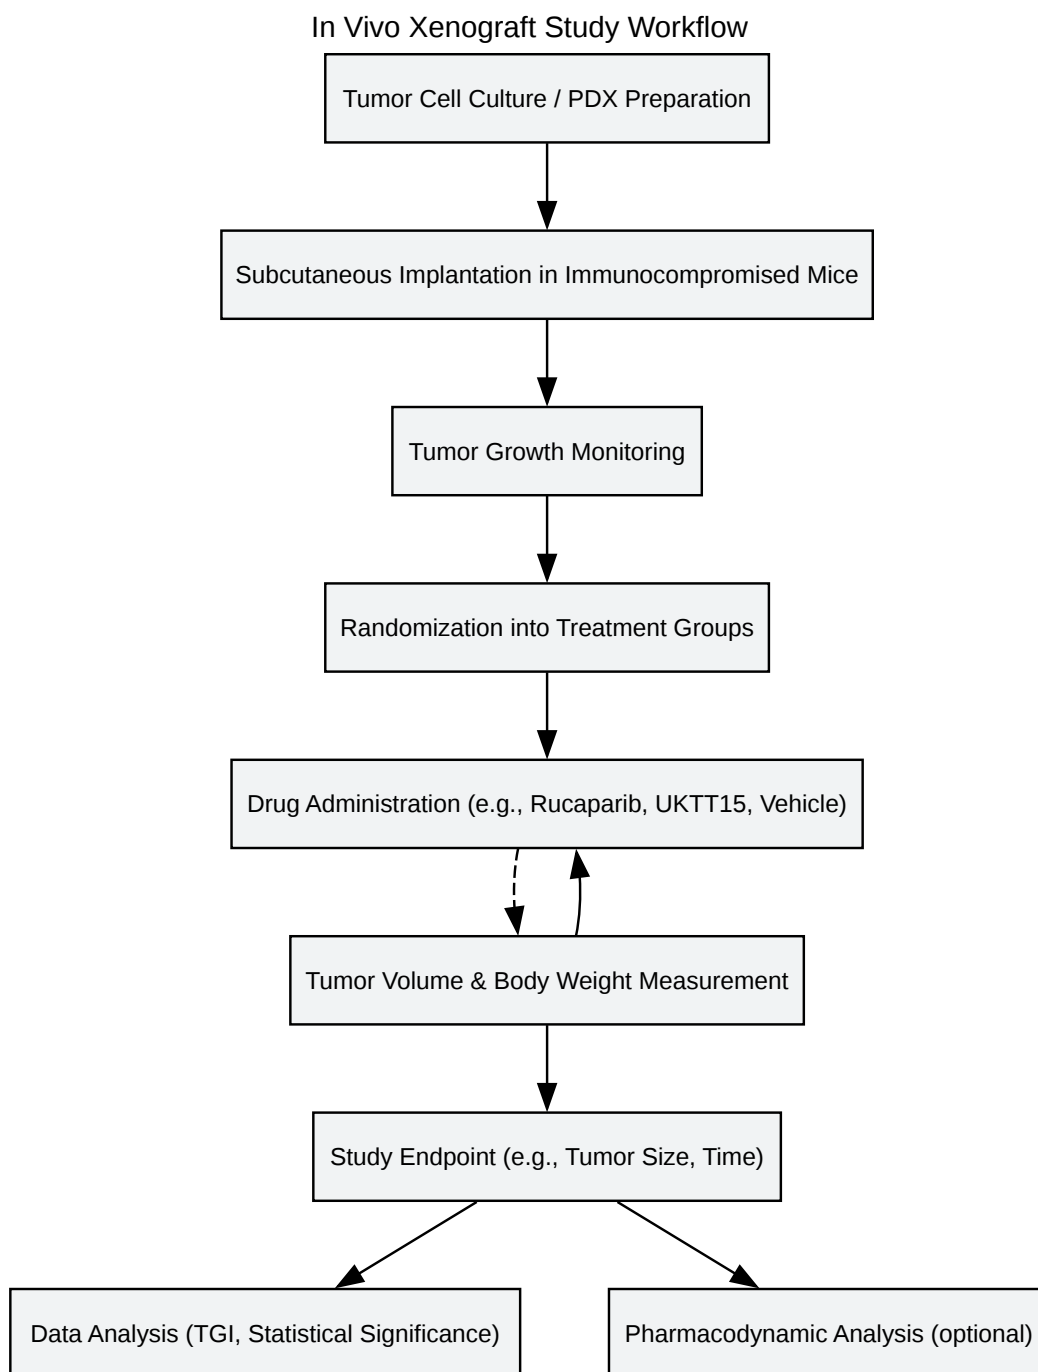 In Vivo Xenograft Study Workflow
Tumor Cell Culture / PDX Preparation
Subcutaneous Implantation in Immunocompromised Mice
Tumor Growth Monitoring
Randomization into Treatment Groups
Drug Administration (e.g., Rucaparib, UKTT15, Vehicle)
Tumor Volume & Body Weight Measurement
Study Endpoint (e.g., Tumor Size, Time)
Data Analysis (TGI, Statistical Significance)
Pharmacodynamic Analysis (optional)